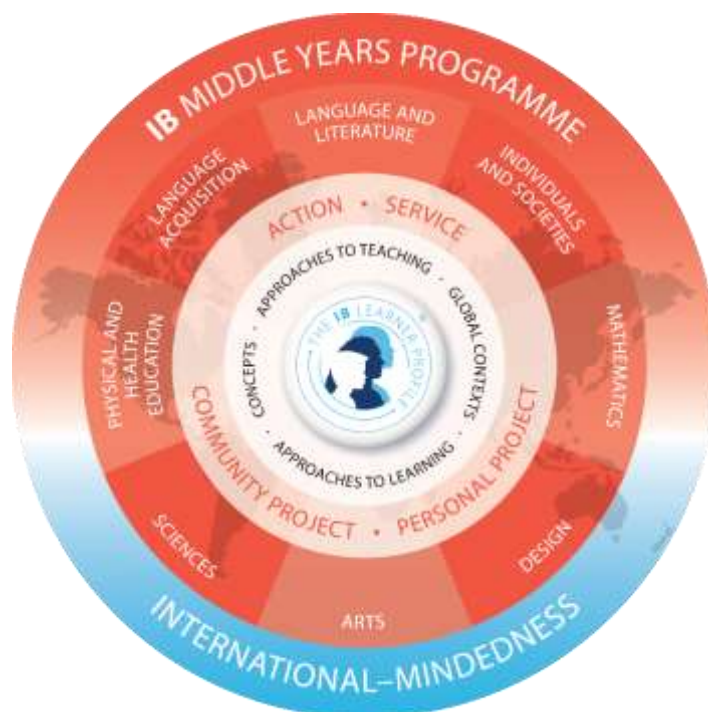 IB MIDDLE YEARS PROGRAMME
LANGUAGE AND
LITERATURE
INDIVIDUALS
AND SOCIETIES
MATHEMATICS
DESIGN
ARTS
SCIENCES
PHYSICAL AND
HEALTH
EDUCATION
LANGUAGE
ACQUISITION
ACTION • SERVICE
COMMUNITY PROJECT • PERSONAL PROJECT
APPROACHES TO TEACHING
· GLOBAL CONTEXTS ·
APPROACHES TO LEARNING
· CONCEPTS ·
THE IB LEARNER PROFILE
®
INTERNATIONAL–MINDEDNESS